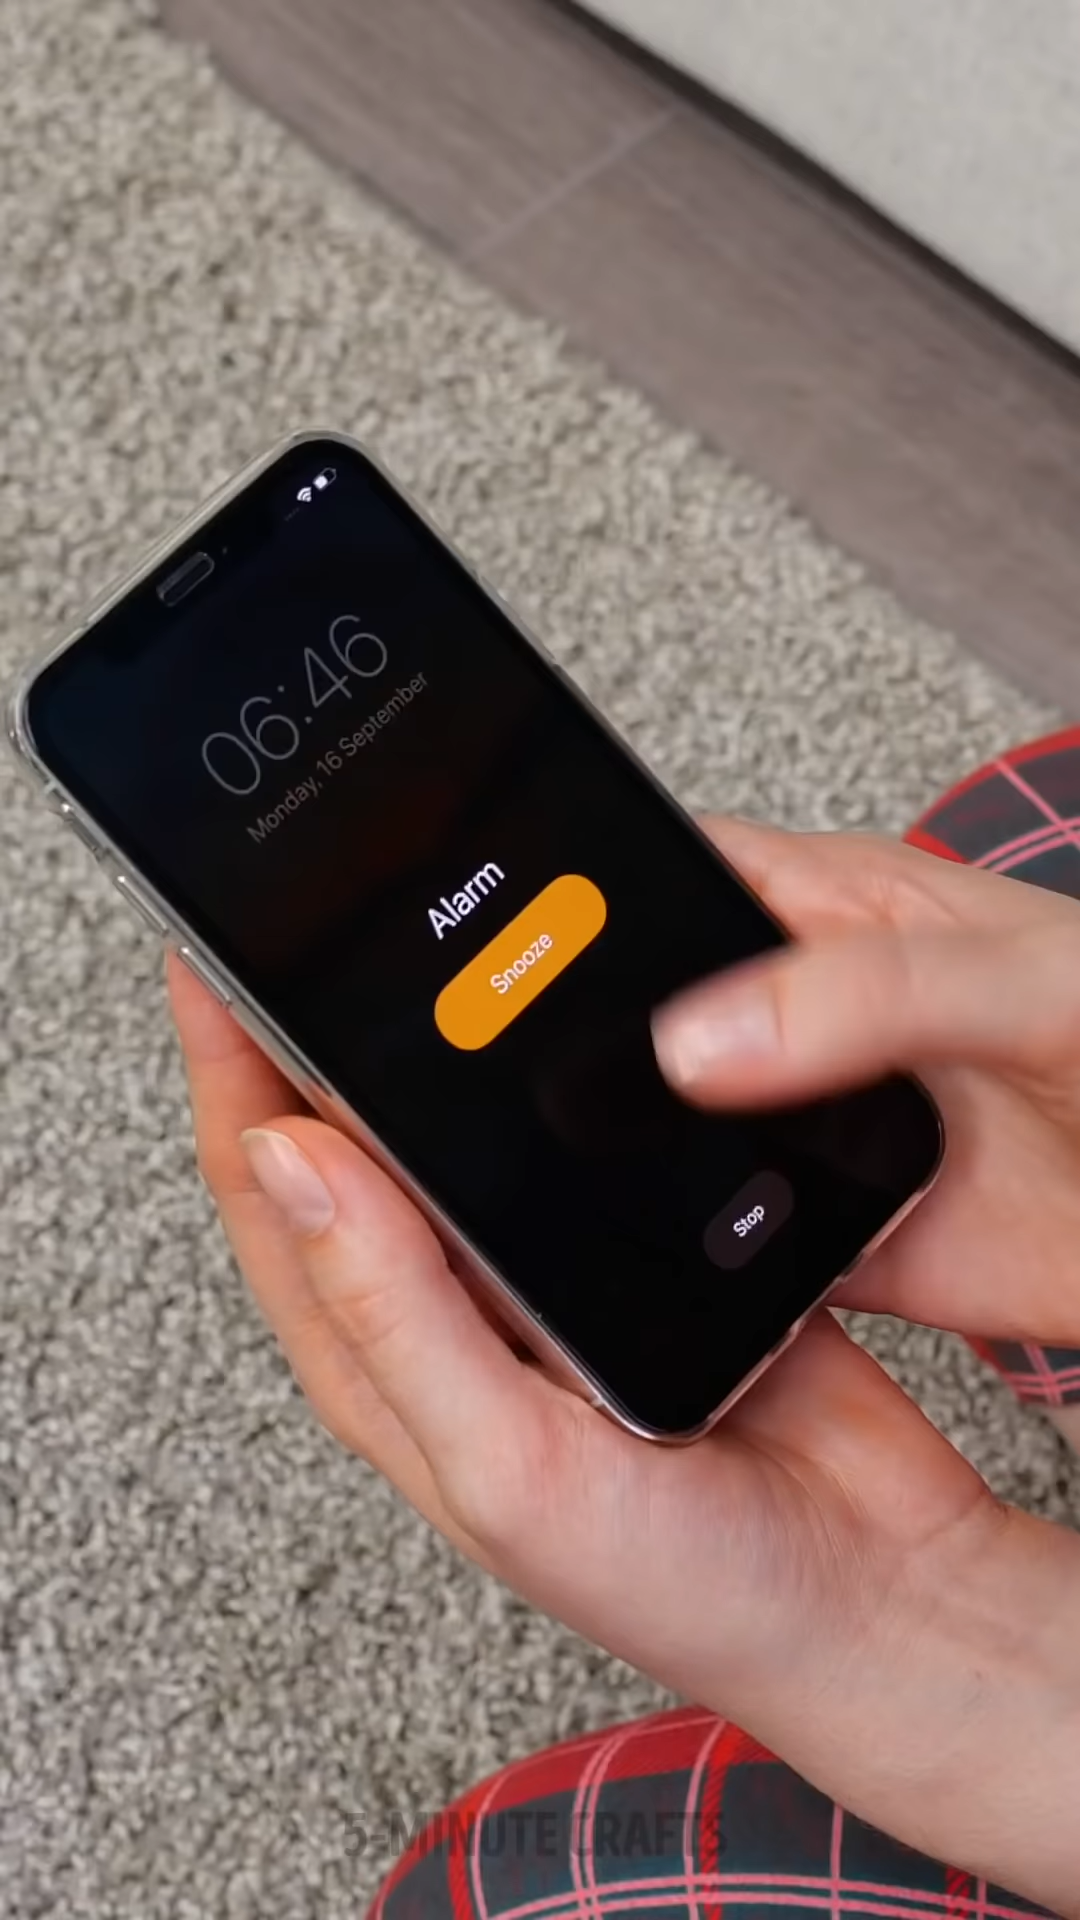 06:46
Monday, 16 September
Alarm
Snooze
Stop
5-MINUTE CRAFTS